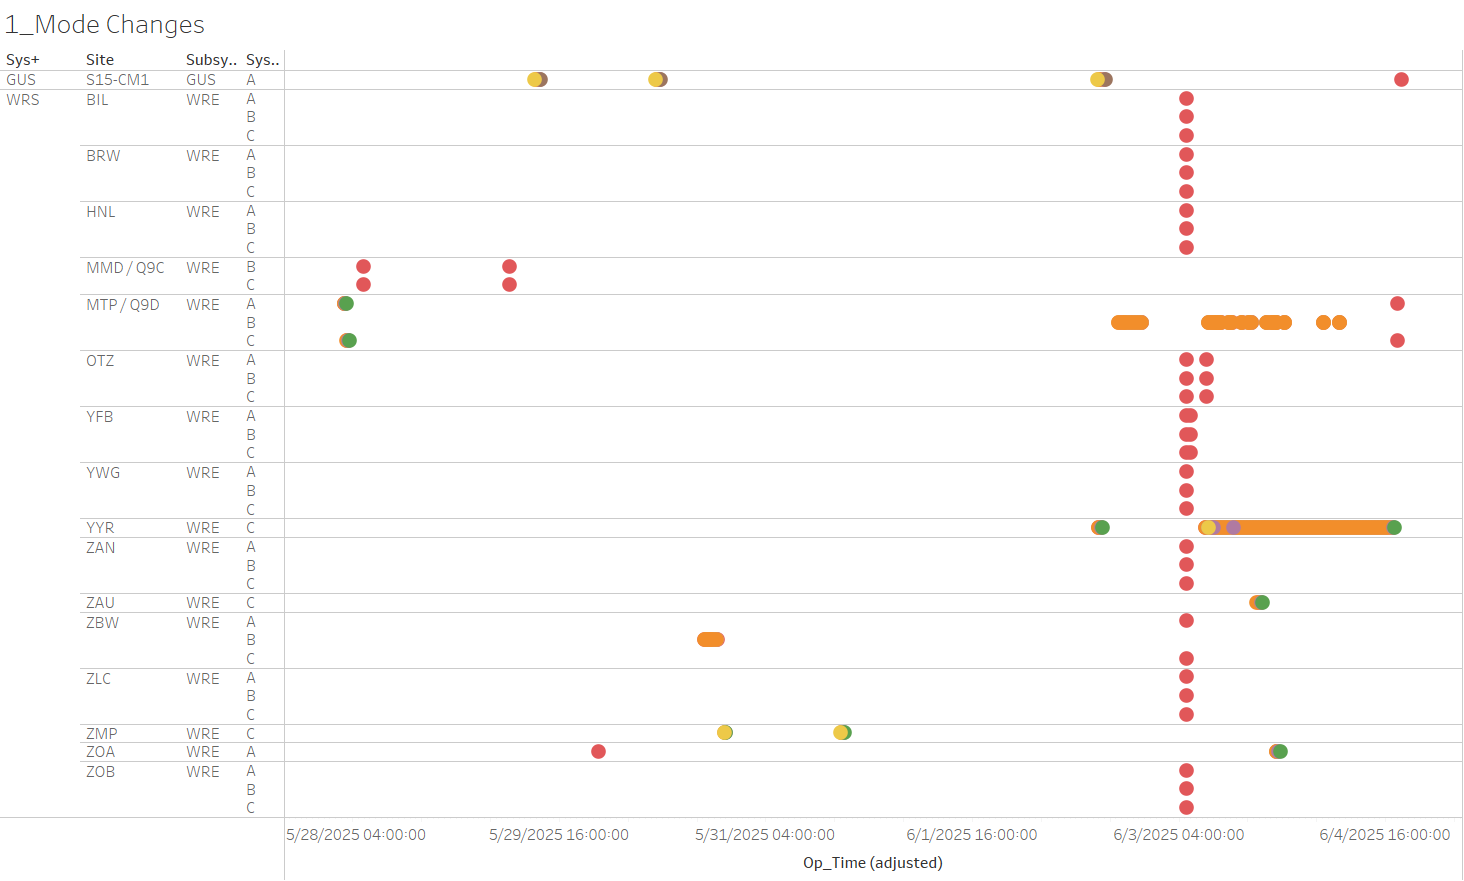 1_Mode Changes
Sys+ Site Subsy.. Sys..
GUS S15-CM1 GUS A
WRS BIL WRE A
B
C
BRW WRE A
B
C
HNL WRE A
B
C
MMD / Q9C WRE B
C
MTP / Q9D WRE A
B
C
OTZ WRE A
B
C
YFB WRE A
B
C
YWG WRE A
B
C
YYR WRE C
ZAN WRE A
B
C
ZAU WRE C
ZBW WRE A
B
C
ZLC WRE A
B
C
ZMP WRE C
ZOA WRE A
ZOB WRE A
B
C
5/28/2025 04:00:00 5/29/2025 16:00:00 5/31/2025 04:00:00 6/1/2025 16:00:00 6/3/2025 04:00:00 6/4/2025 16:00:00
Op_Time (adjusted)